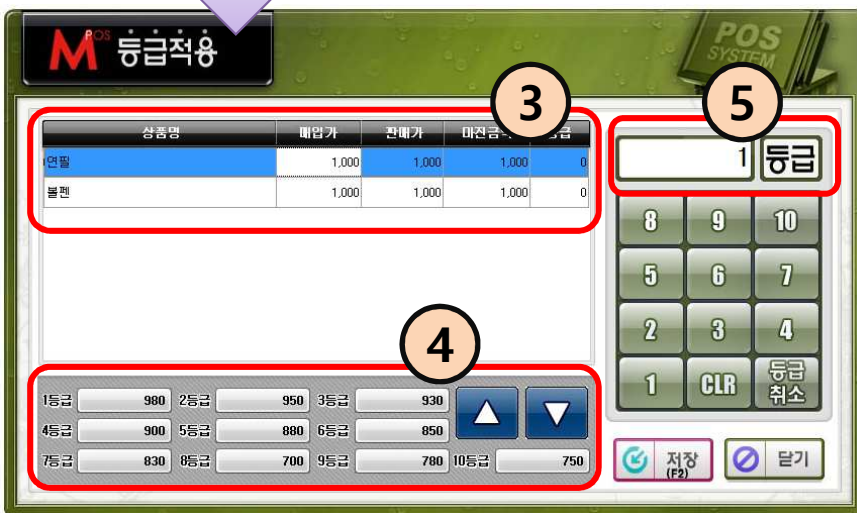 MPOS 등급적용
POS
SYSTEM
3
5
상품명 매입가 판매가 마진금 급
연필 1,000 1,000 1,000 0
볼펜 1,000 1,000 1,000 0
1 등급
8 9 10
5 6 7
2 3 4
1 CLR 등급
취소
4
1등급 980 2등급 950 3등급 930
4등급 900 5등급 880 6등급 850
7등급 830 8등급 700 9등급 780 10등급 750
저장
(F2)
닫기